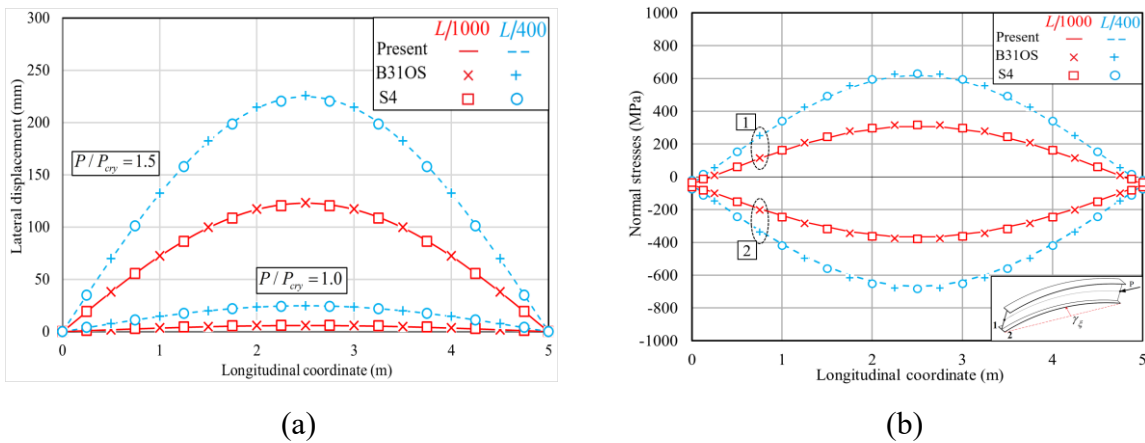 300
250
200
150
100
50
0
Lateral displacement (mm)
L/1000 L/400
Present
B31OS
S4
P / P_cry = 1.5
P / P_cry = 1.0
0 1 2 3 4 5
Longitudinal coordinate (m)
(a)
1000
800
600
400
200
0
-200
-400
-600
-800
-1000
Normal stresses (MPa)
L/1000 L/400
Present
B31OS
S4
1
2
P
1
2
γ_ξ
0 1 2 3 4 5
Longitudinal coordinate (m)
(b)